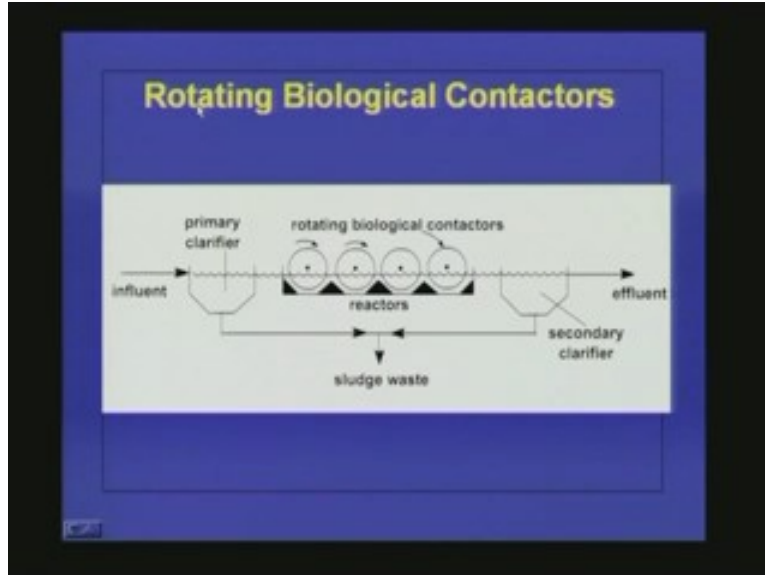 Rotating Biological Contactors
primary
clarifier
rotating biological contactors
influent
reactors
effluent
secondary
clarifier
sludge waste